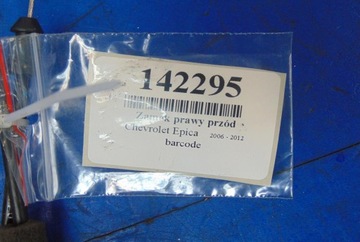 142295
Zamek prawy przód
Chevrolet Epica 2006 - 2012
barcode